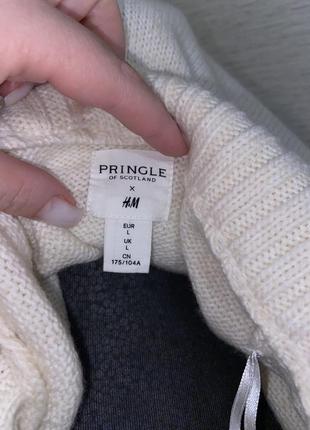 PRINGLE
OF SCOTLAND
X
H&M
EUR
L
UK
L
CN
175/104A